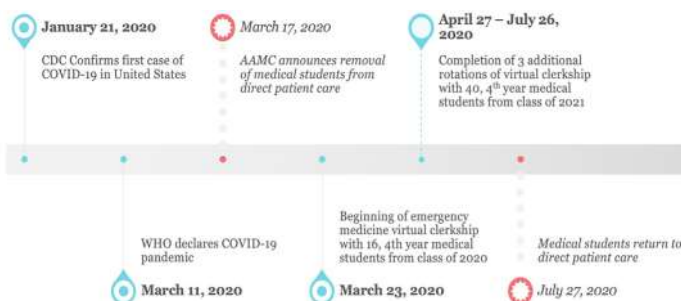 January 21, 2020
CDC Confirms first case of
COVID-19 in United States
March 17, 2020
AAMC announces removal
of medical students from
direct patient care
April 27 – July 26,
2020
Completion of 3 additional
rotations of virtual clerkship
with 40, 4th year medical
students from class of 2021
WHO declares COVID-19
pandemic
March 11, 2020
Beginning of emergency
medicine virtual clerkship
with 16, 4th year medical
students from class of 2020
March 23, 2020
Medical students return to
direct patient care
July 27, 2020